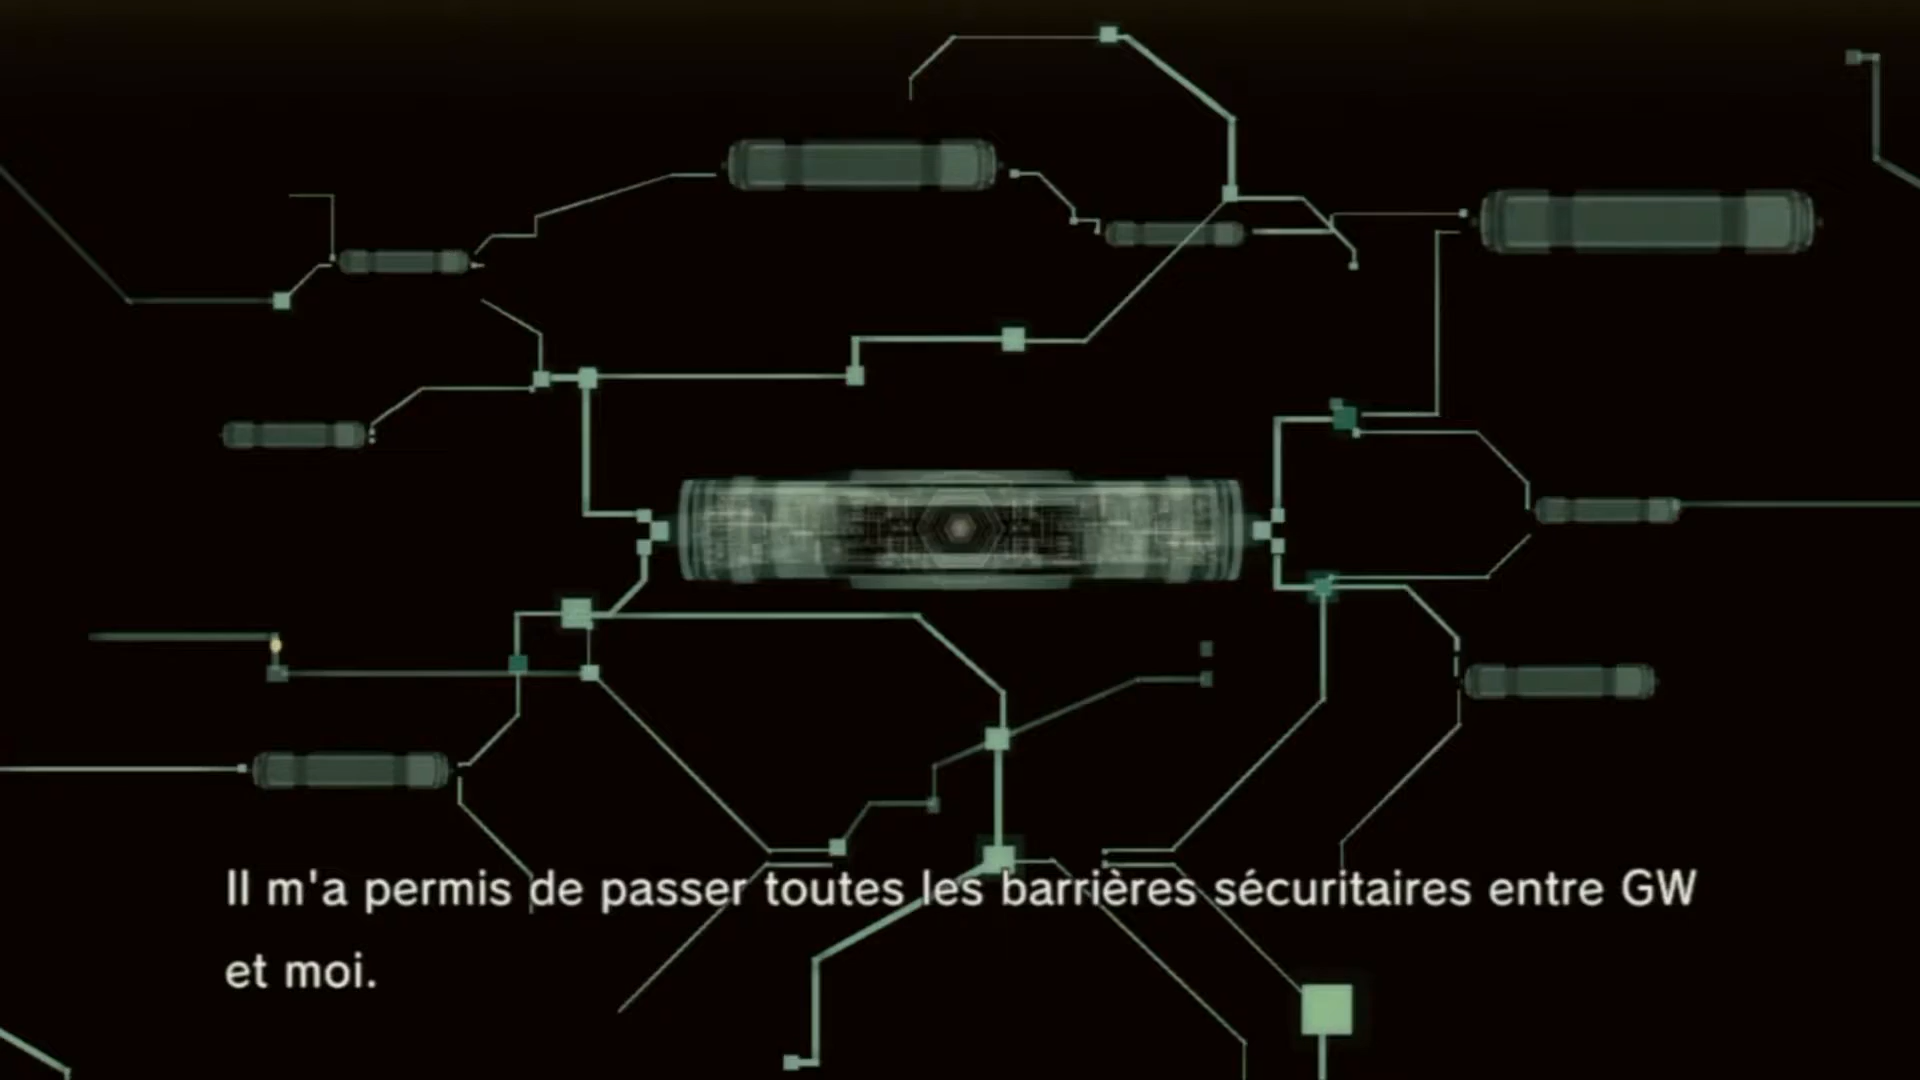 Il m'a permis de passer toutes les barrières sécuritaires entre GW
et moi.